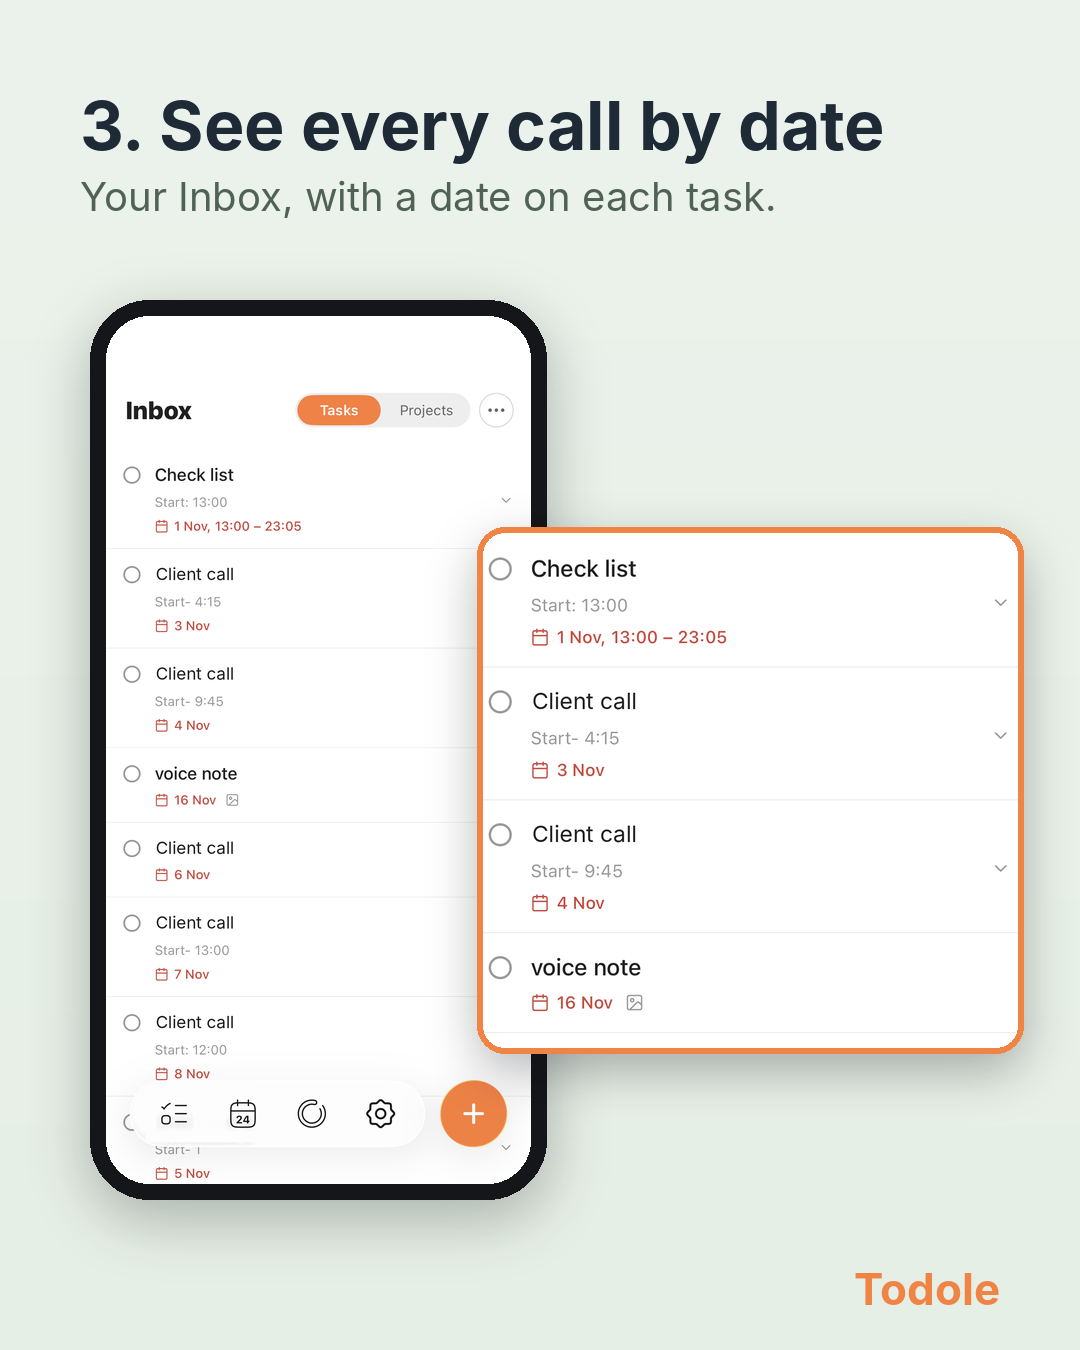 3. See every call by date
Your Inbox, with a date on each task.
Inbox
Tasks
Projects
Check list
Start: 13:00
1 Nov, 13:00 – 23:05
Client call
Start- 4:15
3 Nov
Client call
Start- 9:45
4 Nov
voice note
16 Nov
Client call
6 Nov
Client call
Start- 13:00
7 Nov
Client call
Start: 12:00
8 Nov
24
Start- 1
5 Nov
Check list
Start: 13:00
1 Nov, 13:00 – 23:05
Client call
Start- 4:15
3 Nov
Client call
Start- 9:45
4 Nov
voice note
16 Nov
Todole